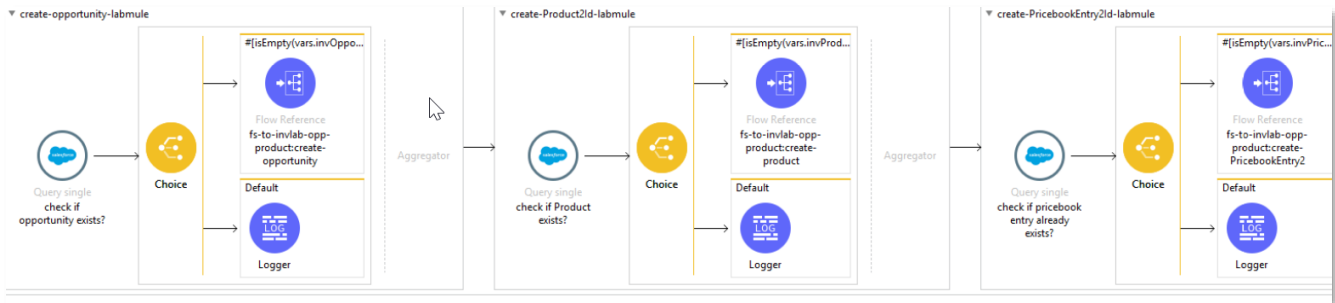 create-opportunity-labmule
#[isEmpty(vars.invOppo...
Flow Reference
fs-to-invlab-opp-
product:create-
opportunity
Query single
check if
opportunity exists?
Choice
Default
LOG
Logger
Aggregator
create-Product2Id-labmule
#[isEmpty(vars.invProd...
Flow Reference
fs-to-invlab-opp-
product:create-
product
Query single
check if Product
exists?
Choice
Default
LOG
Logger
Aggregator
create-PricebookEntry2Id-labmule
#[isEmpty(vars.invPric...
Flow Reference
fs-to-invlab-opp-
product:create-
PricebookEntry2
Query single
check if pricebook
entry already
exists?
Choice
Default
LOG
Logger